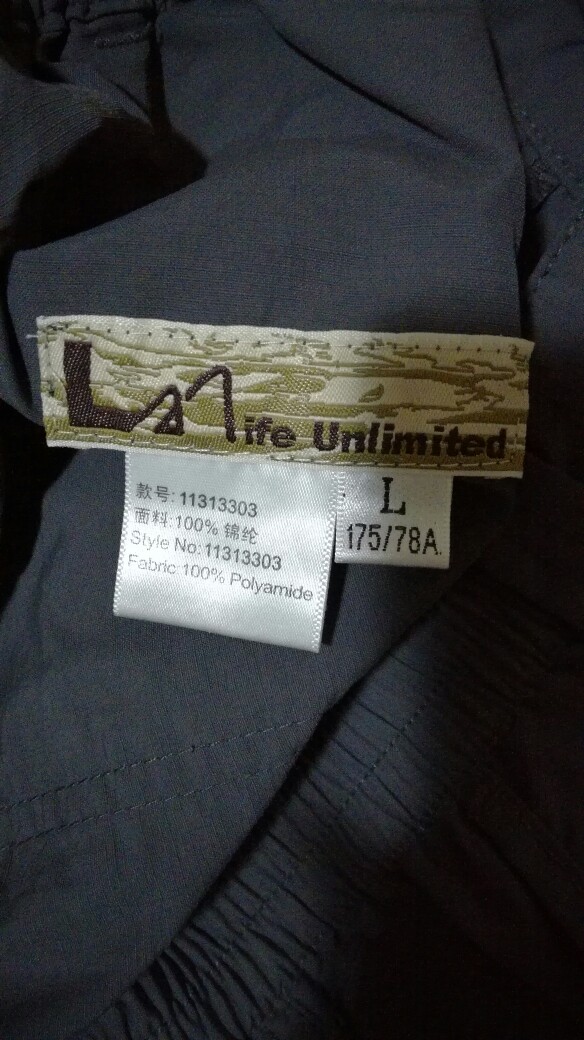 Life Unlimited
款号: 11313303
面料:100% 锦纶
Style No: 11313303
Fabric:100% Polyamide
L
175/78A